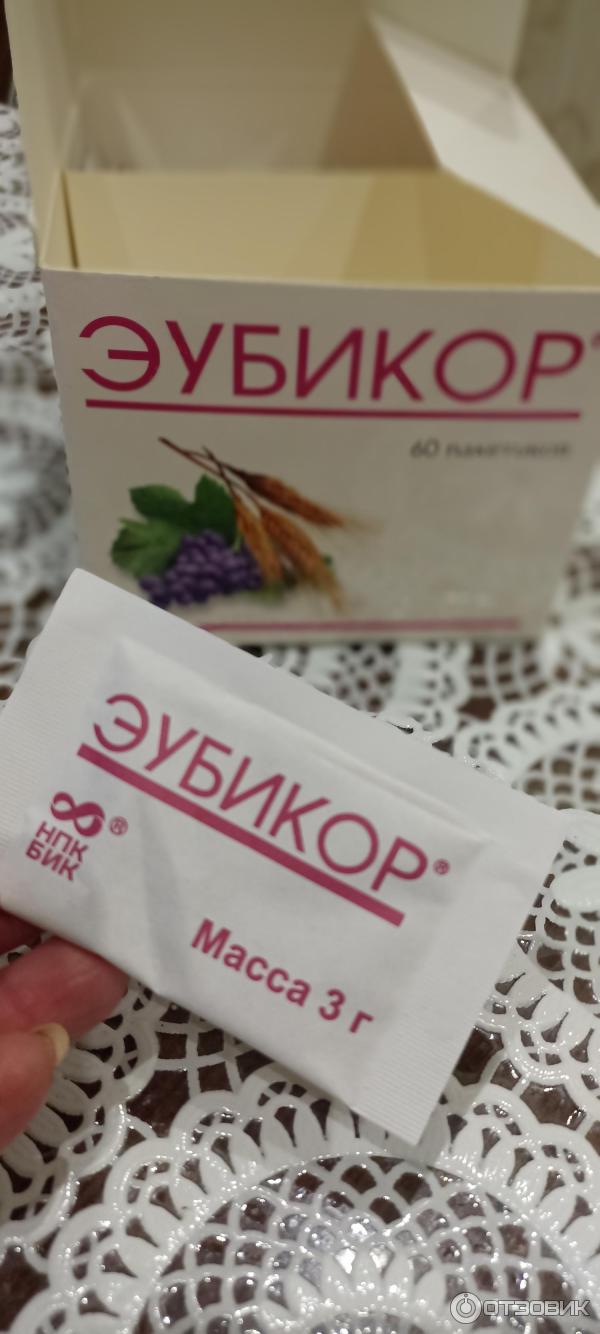 ЭУБИКОР
60 пакетиков
ЭУБИКОР®
НПК ®
БИК
Масса 3 г
ОТЗОВИК